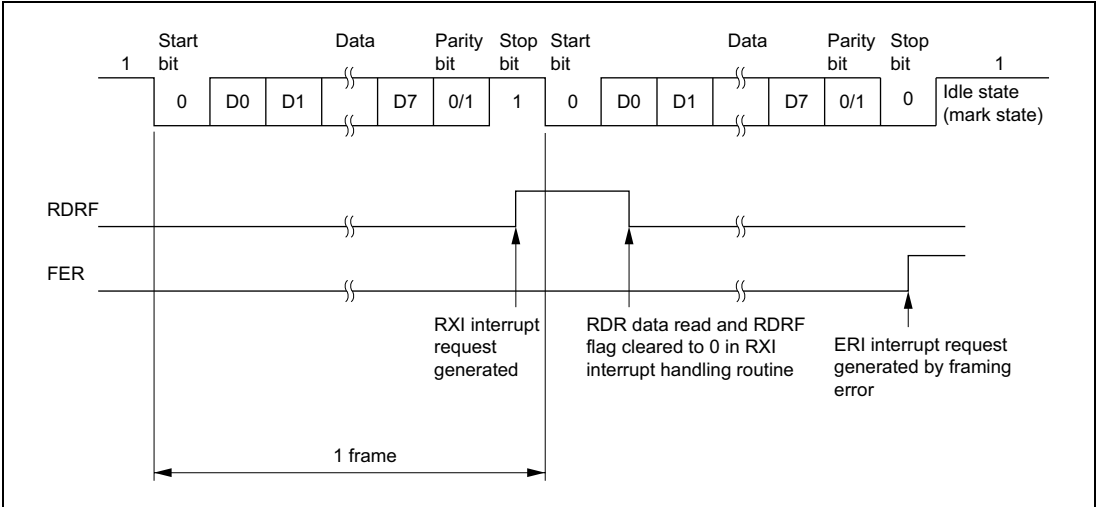 Start bit Data Parity bit Stop bit Start bit Data Parity bit Stop bit
1 1
0 D0 D1 D7 0/1 1 0 D0 D1 D7 0/1 0 Idle state (mark state)
RDRF
FER
RXI interrupt
request
generated
RDR data read and RDRF
flag cleared to 0 in RXI
interrupt handling routine
ERI interrupt request
generated by framing
error
1 frame